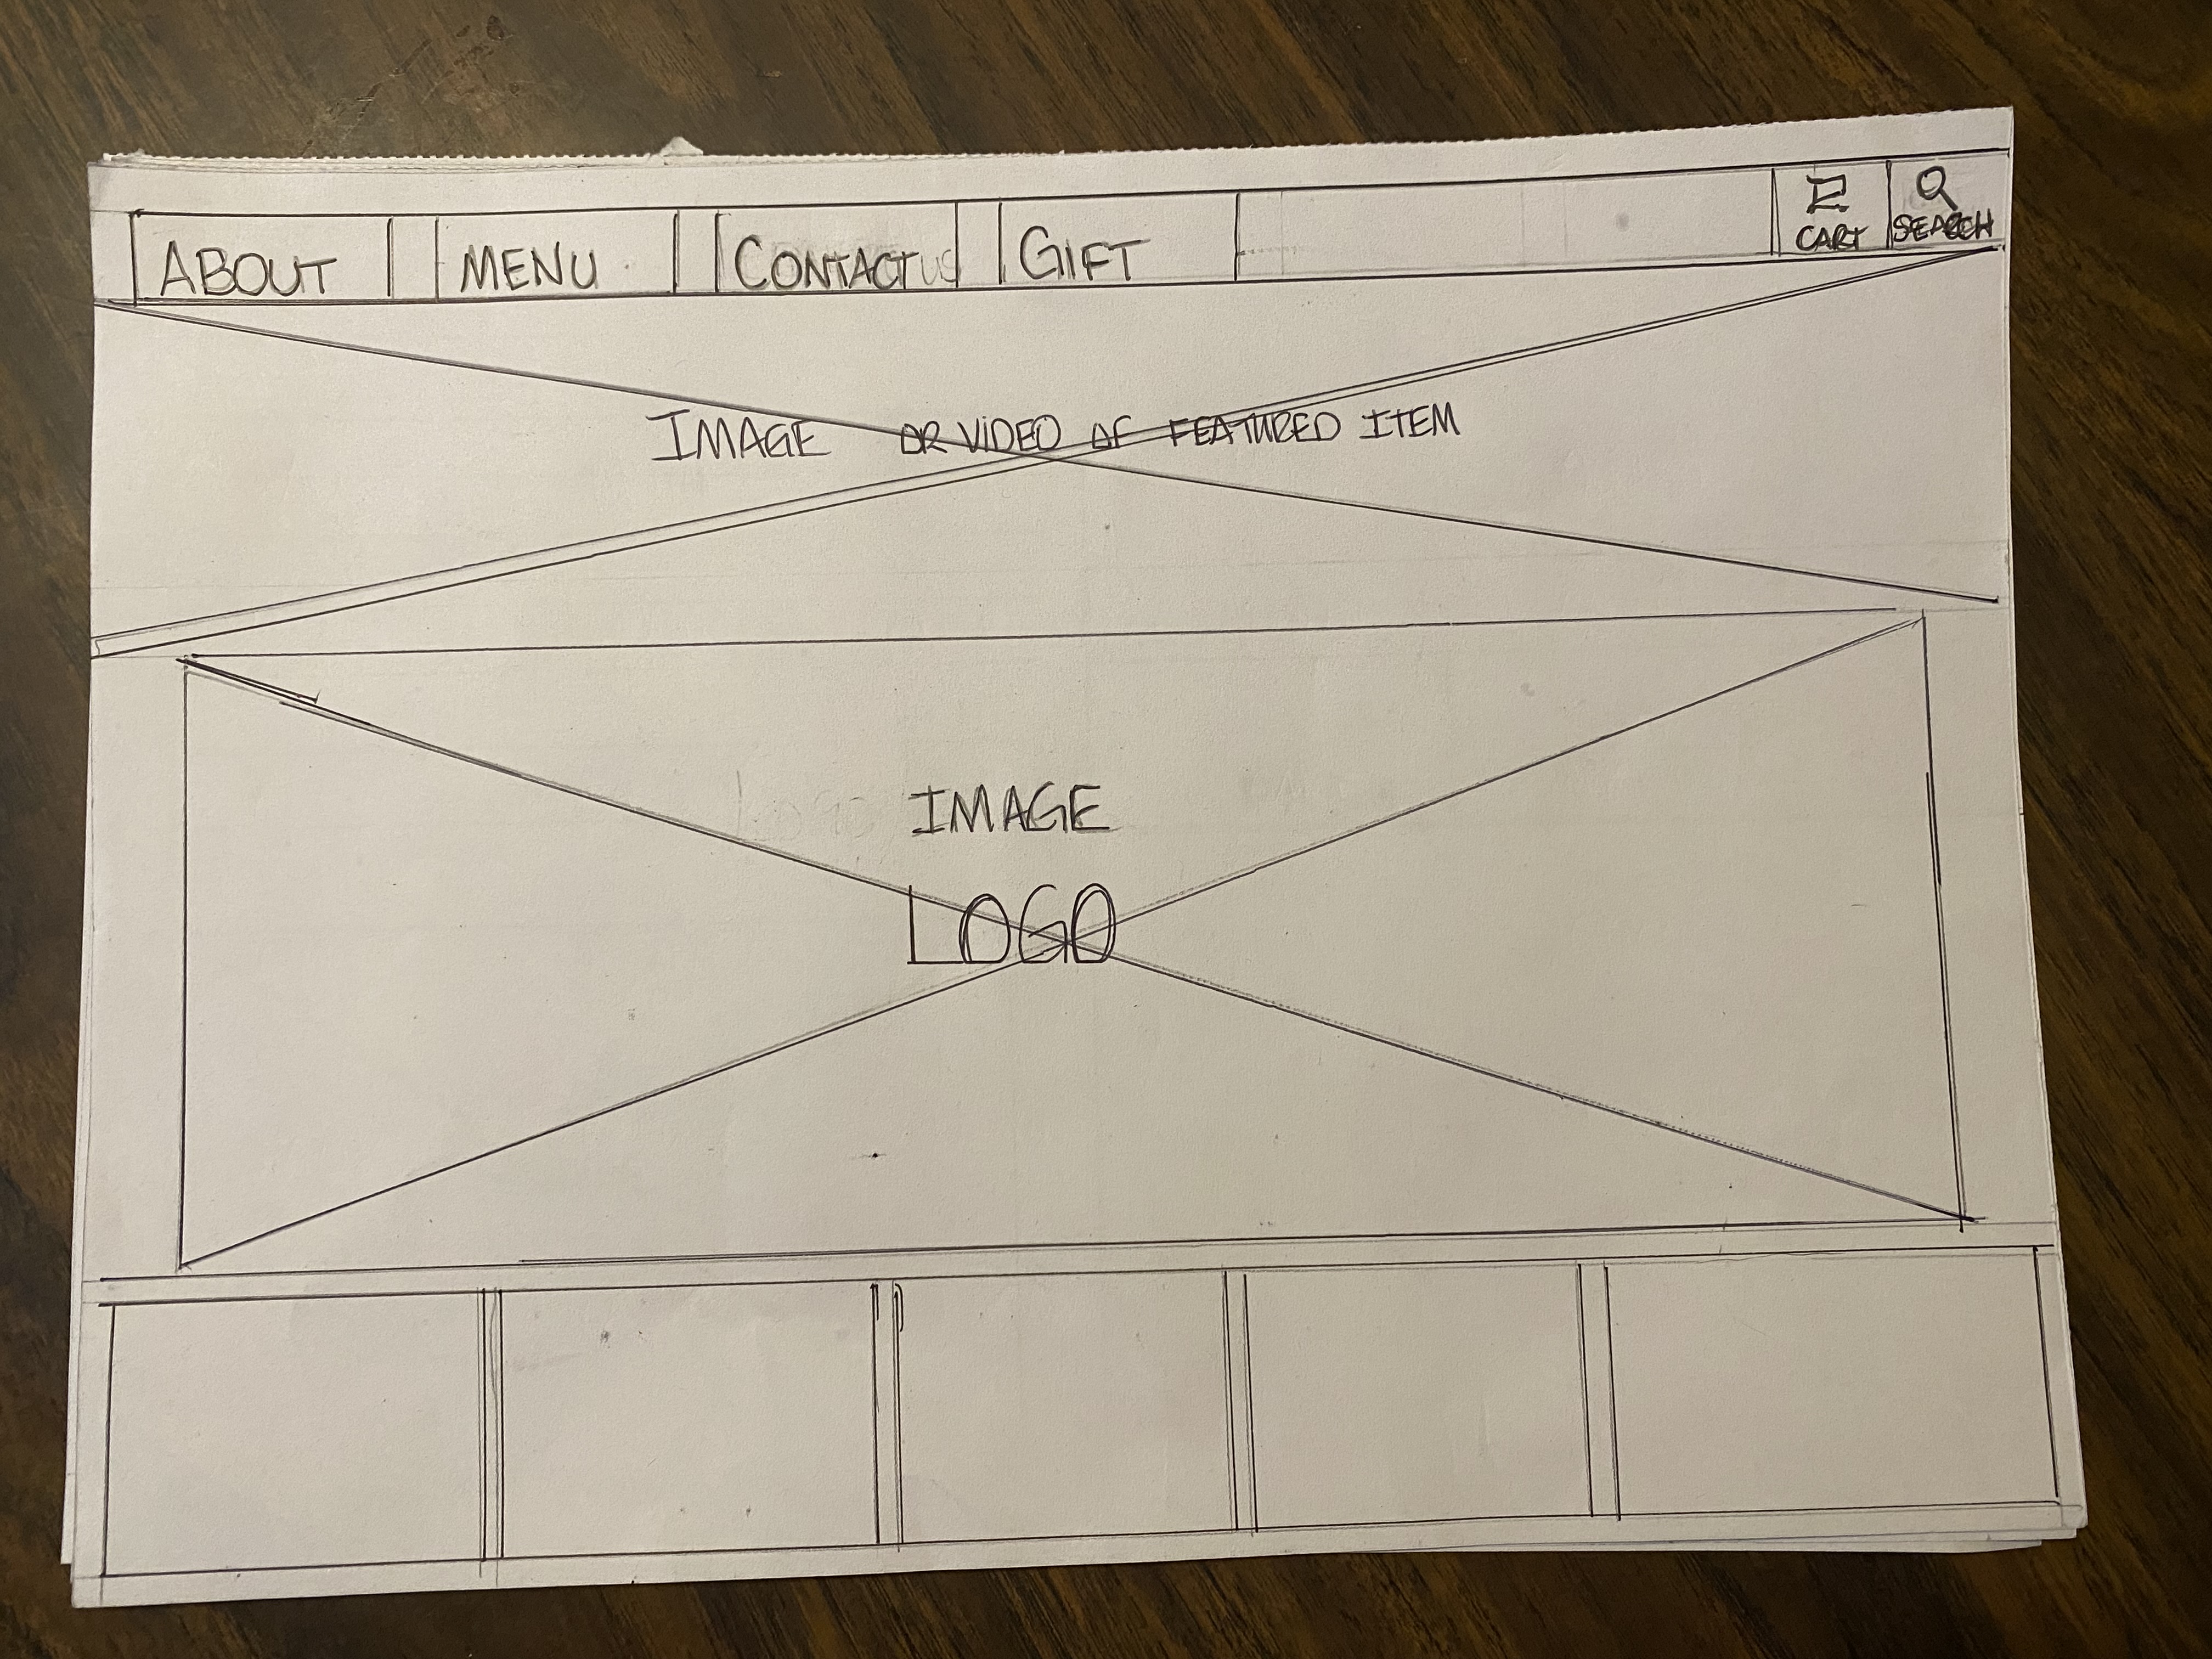 ABOUT
MENU
CONTACT US
GIFT
CART
SEARCH
IMAGE OR VIDEO OF FEATURED ITEM
IMAGE
LOGO